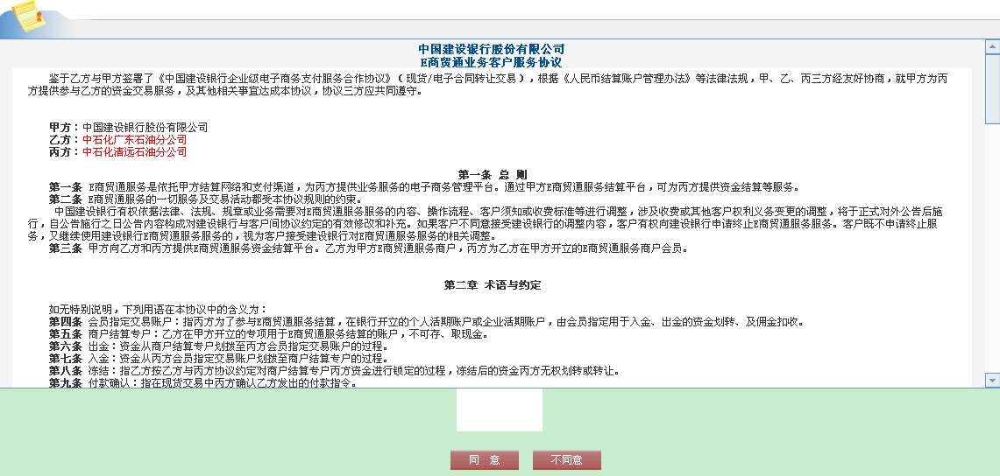 中国建设银行股份有限公司
E商贸通业务客户服务协议
鉴于乙方与甲方签署了《中国建设银行企业级电子商务支付服务合作协议》（现货/电子合同转让交易），根据《人民币结算账户管理办法》等法律法规，甲、乙、丙三方经友好协商，就甲方为丙
方提供参与乙方的资金交易服务，及其他相关事宜达成本协议，协议三方应共同遵守。
甲方：中国建设银行股份有限公司
乙方：中石化广东石油分公司
丙方：中石化清远石油分公司
第一条 总 则
第一条 E商贸通服务是依托甲方结算网络和支付渠道，为丙方提供业务服务的电子商务管理平台。通过甲方E商贸通服务结算平台，可为丙方提供资金结算等服务。
第二条 E商贸通服务的一切服务及交易活动都受本协议规则的约束。
中国建设银行有权依据法律、法规、规章或业务需要对E商贸通服务服务的内容、操作流程、客户须知或收费标准等进行调整，涉及收费或其他客户权利义务变更的调整，将于正式对外公告后施
行，自公告施行之日公告内容构成对建设银行与客户间协议约定的有效修改和补充。如果客户不同意接受建设银行的调整内容，客户有权向建设银行申请终止E商贸通服务服务。客户既不申请终止服
务，又继续使用建设银行E商贸通服务服务的，视为客户接受建设银行对E商贸通服务服务的相关调整。
第三条 甲方向乙方和丙方提供E商贸通服务资金结算平台。乙方为甲方E商贸通服务商户，丙方为乙方在甲方开立的E商贸通服务商户会员。
第二章 术语与约定
如无特别说明，下列用语在本协议中的含义为：
第四条 会员指定交易账户：指丙方为了参与E商贸通服务结算，在银行开立的个人活期账户或企业活期账户，由会员指定用于入金、出金的资金划转、及佣金扣收。
第五条 商户结算专户：乙方在甲方开立的专项用于E商贸通服务结算的账户，不可存、取现金。
第六条 出金：资金从商户结算专户划拨至丙方会员指定交易账户的过程。
第七条 入金：资金从丙方会员指定交易账户划拨至商户结算专户的过程。
第八条 冻结：指乙方按乙方与丙方协议约定对商户结算专户丙方资金进行锁定的过程，冻结后的资金丙方无权划转或转让。
第九条 付款确认：指在现货交易中丙方确认乙方发出的付款指令。
同 意
不同意